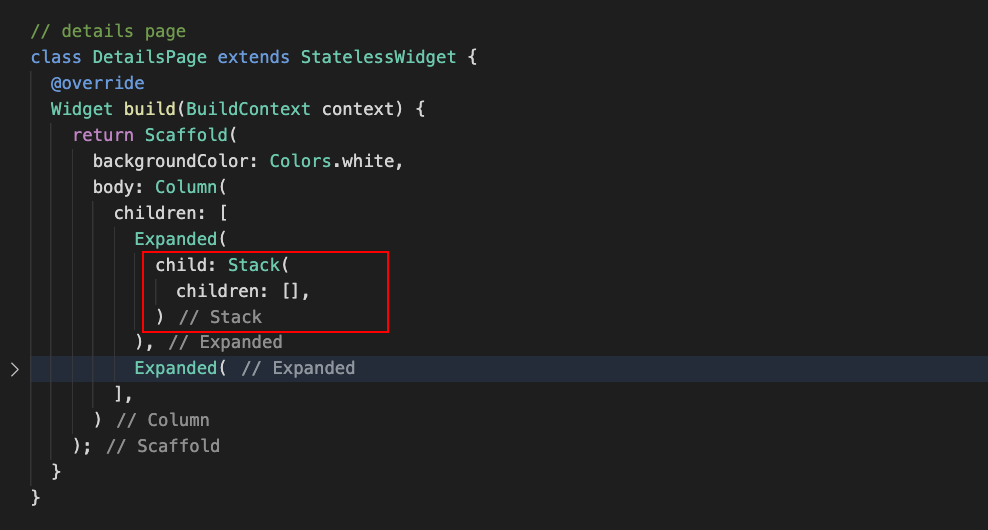 // details page
class DetailsPage extends StatelessWidget {
@override
Widget build(BuildContext context) {
return Scaffold(
backgroundColor: Colors.white,
body: Column(
children: [
Expanded(
child: Stack(
children: [],
) // Stack
), // Expanded
Expanded( // Expanded
],
) // Column
); // Scaffold
}
}